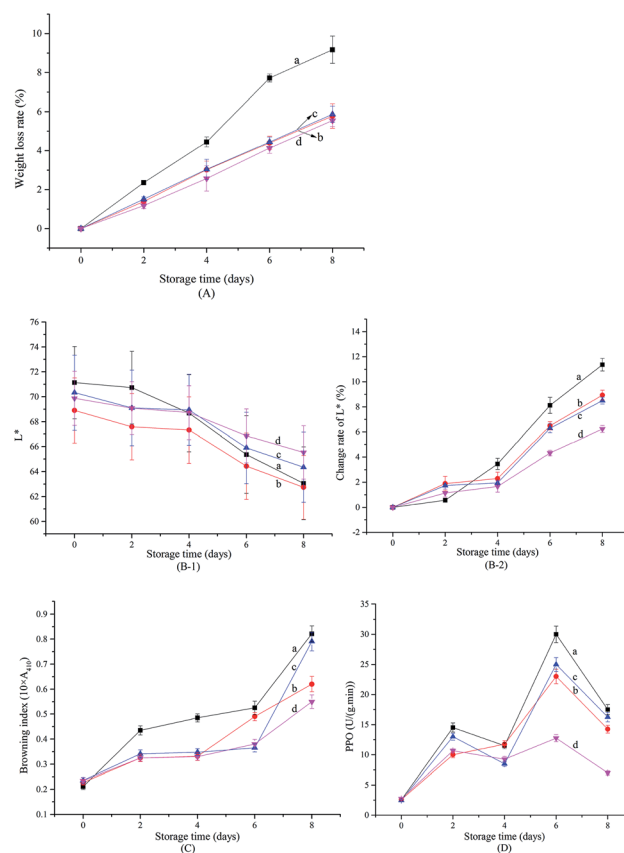 10
8
6
4
2
0
Weight loss rate (%)
a
c
d
b
0 2 4 6 8
Storage time (days)
(A)
76
74
72
70
68
66
64
62
60
L*
d
c
a
b
0 2 4 6 8
Storage time (days)
(B-1)
14
12
10
8
6
4
2
0
-2
Change rate of L* (%)
a
b
c
d
0 2 4 6 8
Storage time (days)
(B-2)
0.9
0.8
0.7
0.6
0.5
0.4
0.3
0.2
0.1
Browning index (10×A₄₁₀)
a
c
b
d
0 2 4 6 8
Storage time (days)
(C)
35
30
25
20
15
10
5
0
PPO (U/(g.min))
a
c
b
d
0 2 4 6 8
Storage time (days)
(D)